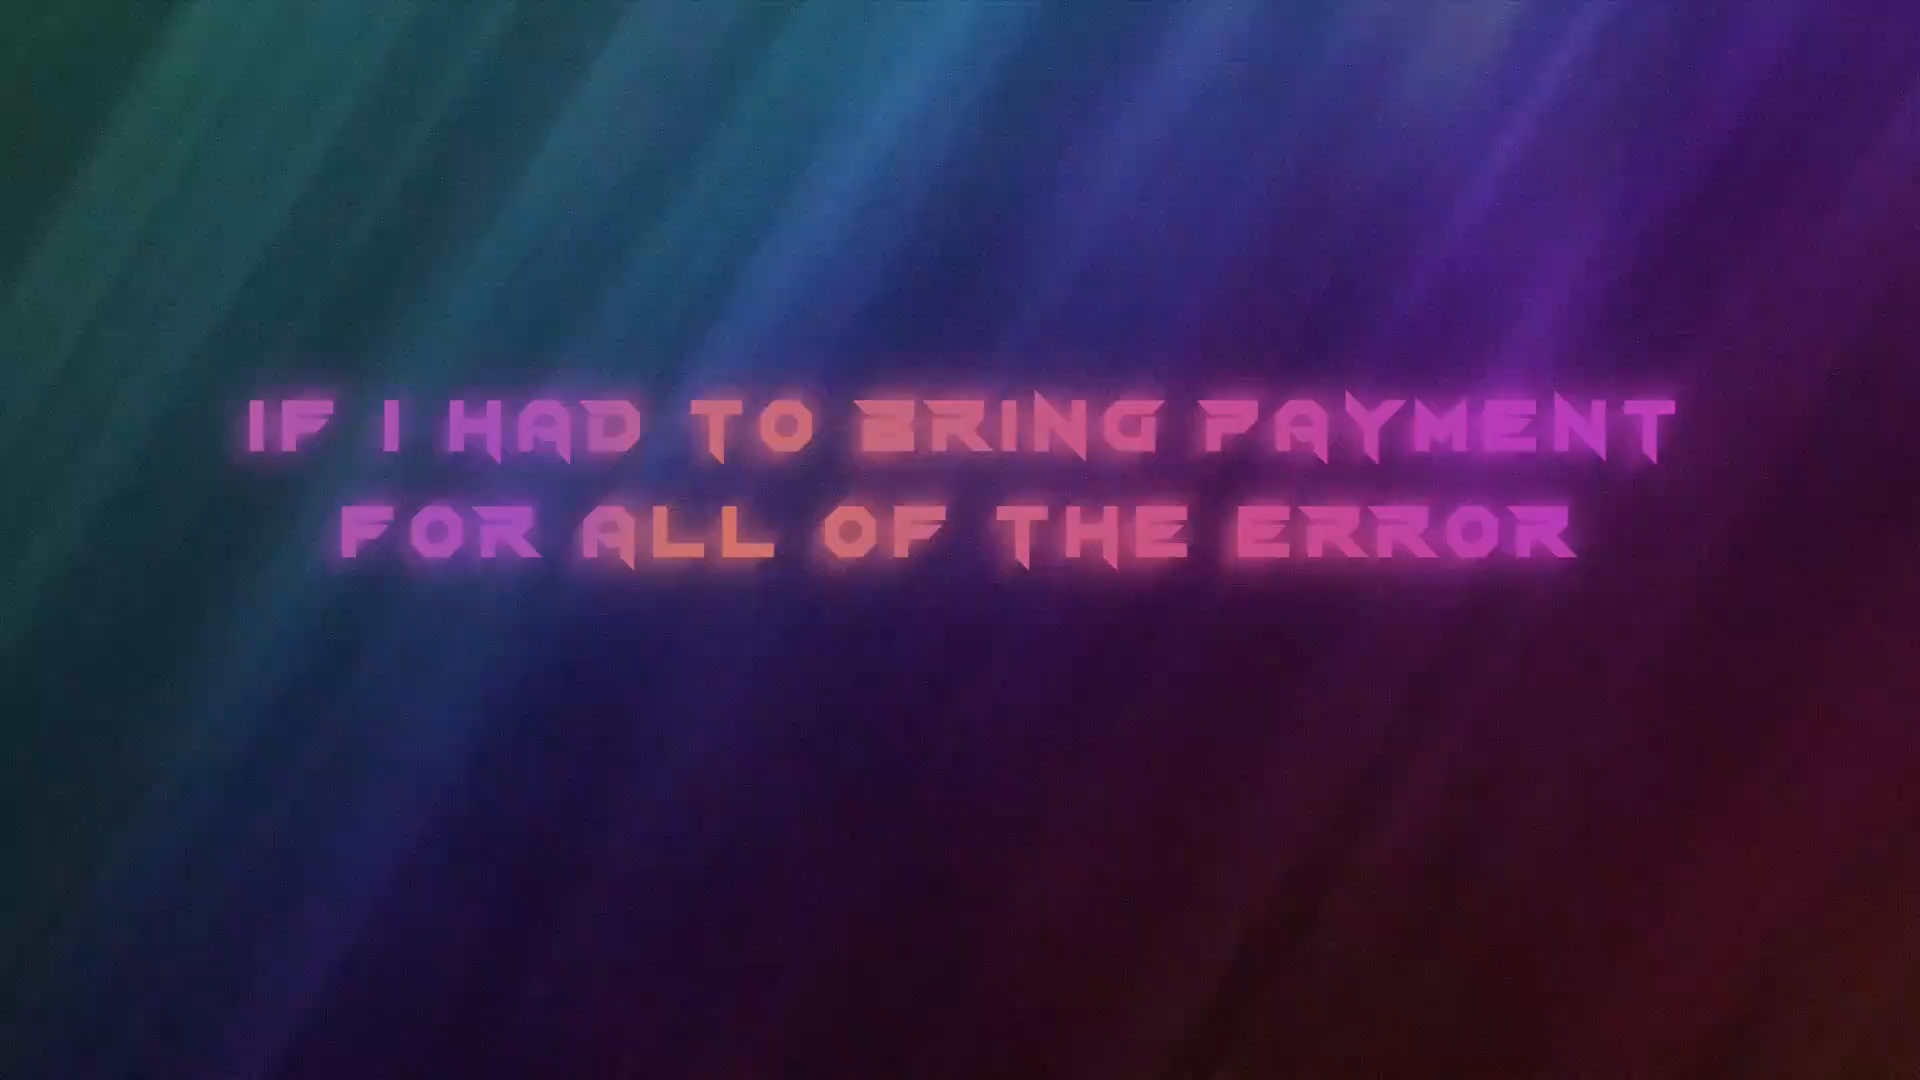 IF I HAD TO BRING PAYMENT
FOR ALL OF THE ERROR